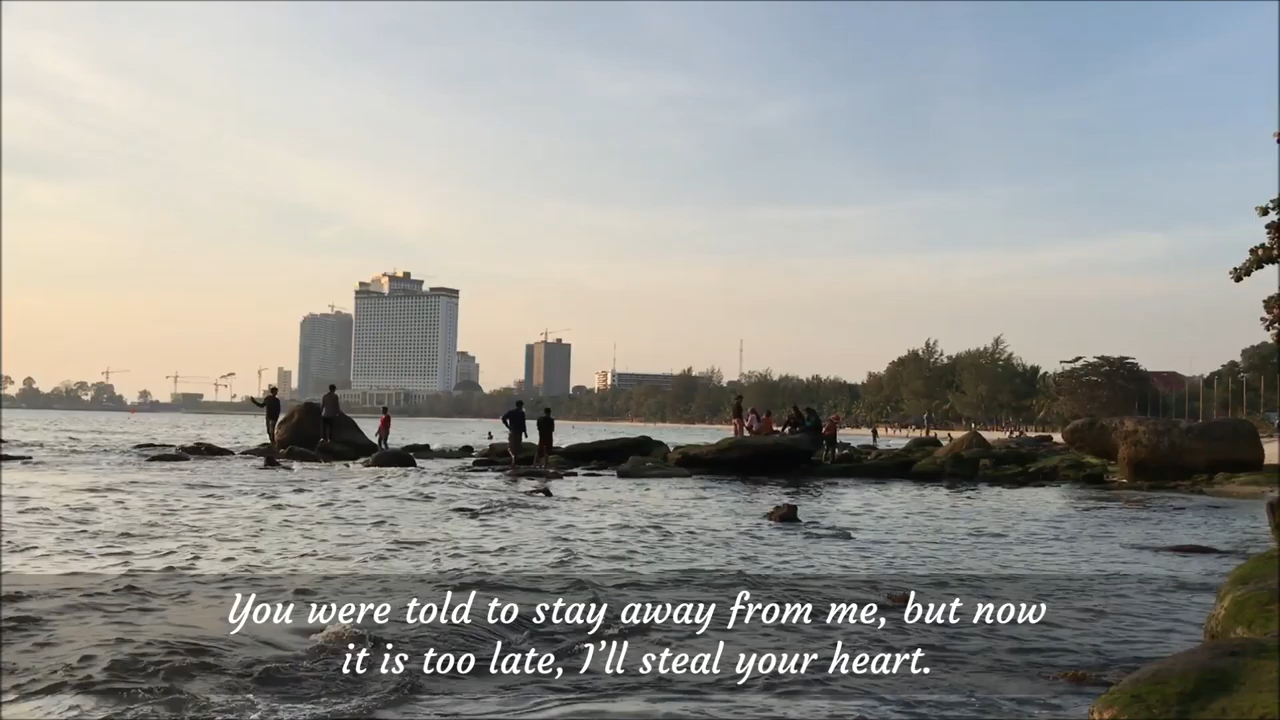 You were told to stay away from me, but now
it is too late, I'll steal your heart.